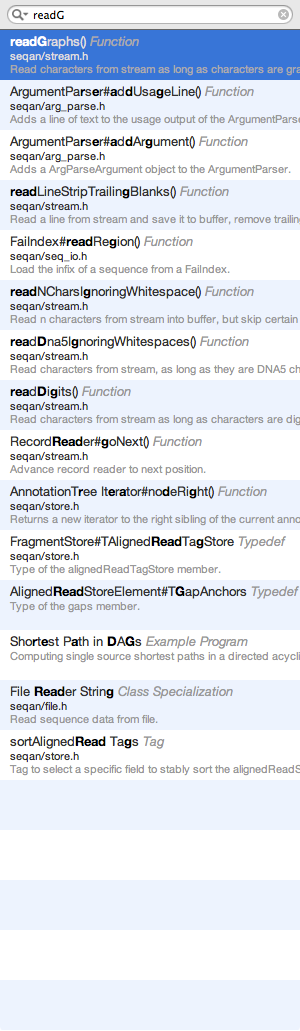 readG
readGraphs() Function
Read characters from stream as long as characters are gra
ArgumentParser#addUsageLine() Function
seqan/arg_parse.h
Adds a line of text to the usage output of the ArgumentParse
ArgumentParser#addArgument() Function
seqan/arg_parse.h
Adds a ArgParseArgument object to the ArgumentParser.
readLineStripTrailingBlanks() Function
seqan/stream.h
Read a line from stream and save it to buffer, remove trailin
FaiIndex#readRegion() Function
seqan/seq_io.h
Load the infix of a sequence from a FaiIndex.
readNCharsIgnoringWhitespace() Function
seqan/stream.h
Read n characters from stream into buffer, but skip certain
readDna5IgnoringWhitespaces() Function
seqan/stream.h
Read characters from stream, as long as they are DNA5 ch
readDigits() Function
seqan/stream.h
Read characters from stream as long as characters are dig
RecordReader#goNext() Function
seqan/stream.h
Advance record reader to next position.
AnnotationTree Iterator#nodeRight() Function
seqan/store.h
Returns a new iterator to the right sibling of the current anno
FragmentStore#TAlignedReadTagStore Typedef
seqan/store.h
Type of the alignedReadTagStore member.
AlignedReadStoreElement#TGapAnchors Typedef
Type of the gaps member.
Shortest Path in DAGs Example Program
Computing single source shortest paths in a directed acycli
File Reader String Class Specialization
seqan/file.h
Read sequence data from file.
sortAlignedRead Tags Tag
seqan/store.h
Tag to select a specific field to stably sort the alignedReadS